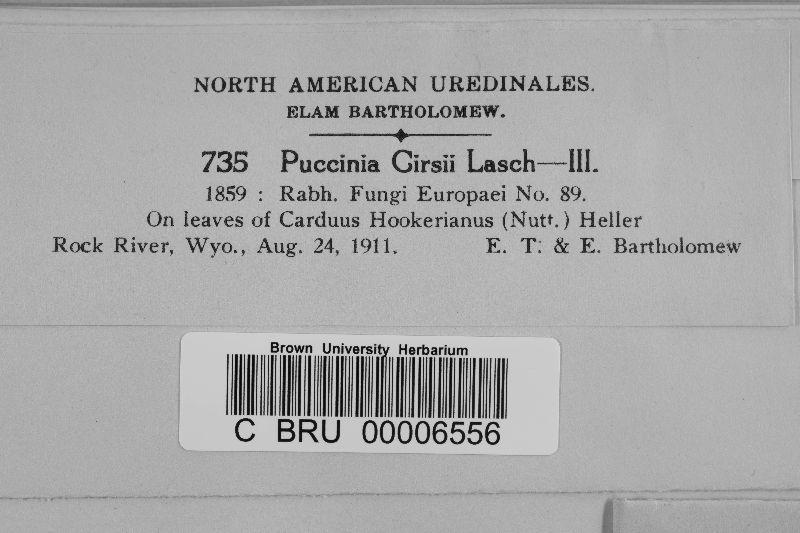 NORTH AMERICAN UREDINALES.
ELAM BARTHOLOMEW.
735 Puccinia Cirsii Lasch—III.
1859 : Rabh. Fungi Europaei No. 89.
On leaves of Carduus Hookerianus (Nutt.) Heller
Rock River, Wyo., Aug. 24, 1911. E. T. & E. Bartholomew
Brown University Herbarium
C BRU 00006556